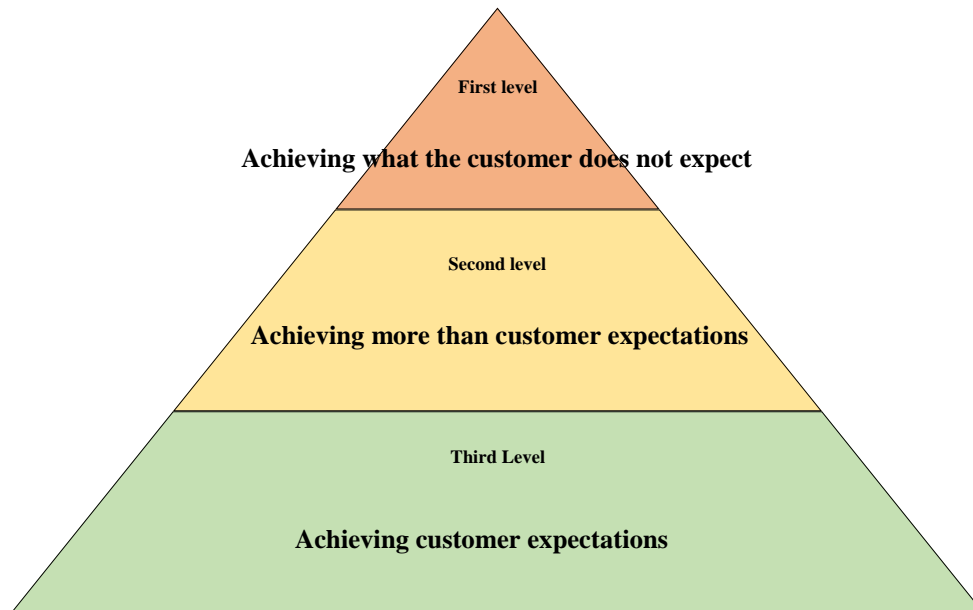 First level
Achieving what the customer does not expect
Second level
Achieving more than customer expectations
Third Level
Achieving customer expectations